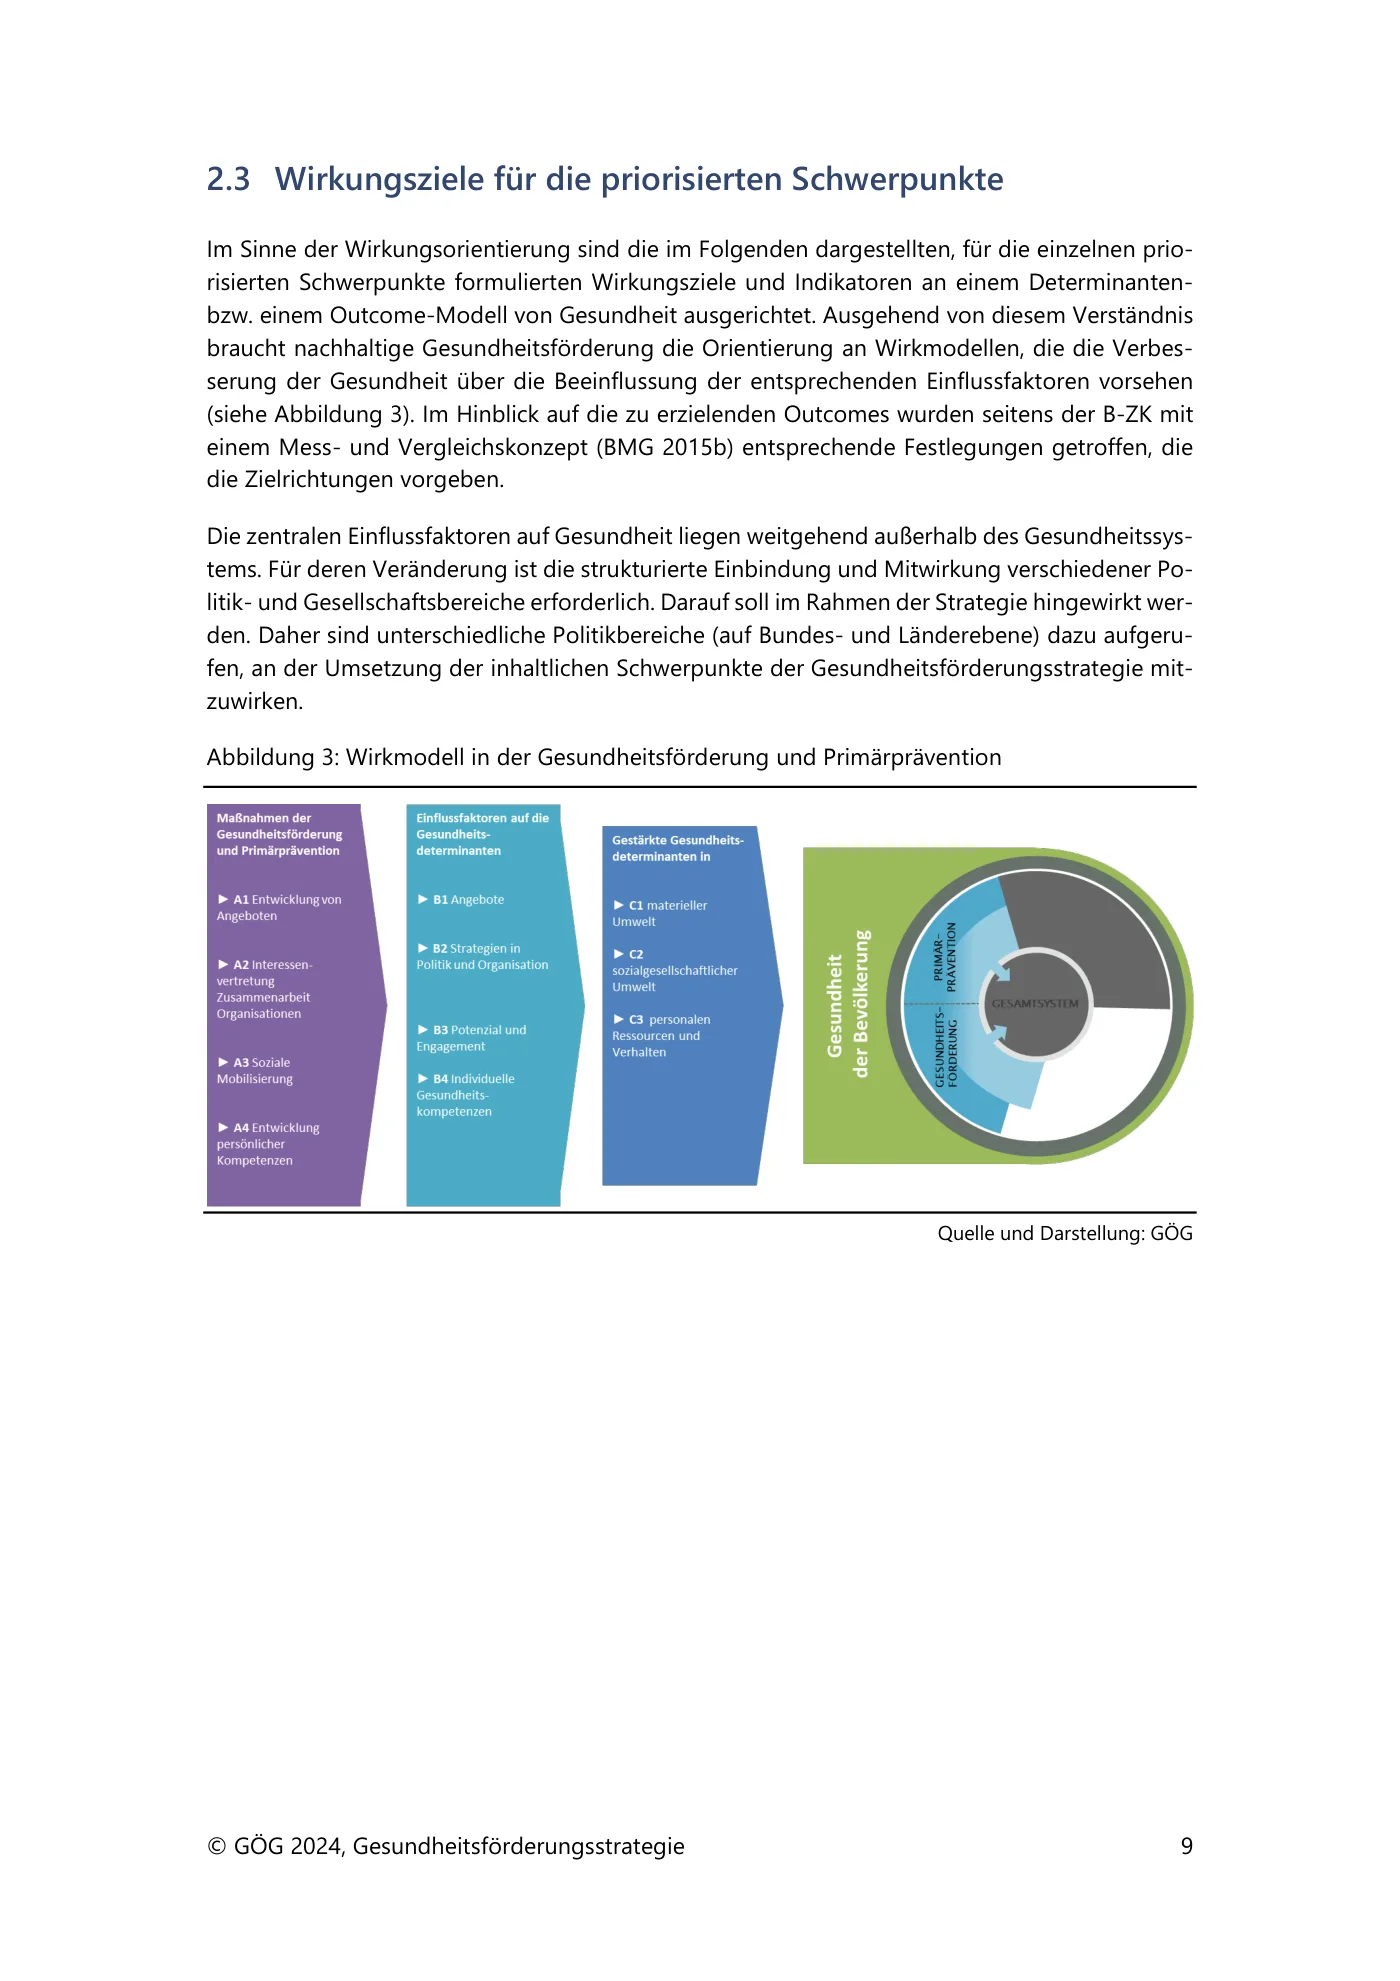 2.3 Wirkungsziele für die priorisierten Schwerpunkte
Im Sinne der Wirkungsorientierung sind die im Folgenden dargestellten, für die einzelnen prio-
risierten Schwerpunkte formulierten Wirkungsziele und Indikatoren an einem Determinanten-
bzw. einem Outcome-Modell von Gesundheit ausgerichtet. Ausgehend von diesem Verständnis
braucht nachhaltige Gesundheitsförderung die Orientierung an Wirkmodellen, die die Verbes-
serung der Gesundheit über die Beeinflussung der entsprechenden Einflussfaktoren vorsehen
(siehe Abbildung 3). Im Hinblick auf die zu erzielenden Outcomes wurden seitens der B-ZK mit
einem Mess- und Vergleichskonzept (BMG 2015b) entsprechende Festlegungen getroffen, die
die Zielrichtungen vorgeben.
Die zentralen Einflussfaktoren auf Gesundheit liegen weitgehend außerhalb des Gesundheitssys-
tems. Für deren Veränderung ist die strukturierte Einbindung und Mitwirkung verschiedener Po-
litik- und Gesellschaftsbereiche erforderlich. Darauf soll im Rahmen der Strategie hingewirkt wer-
den. Daher sind unterschiedliche Politikbereiche (auf Bundes- und Länderebene) dazu aufgeru-
fen, an der Umsetzung der inhaltlichen Schwerpunkte der Gesundheitsförderungsstrategie mit-
zuwirken.
Abbildung 3: Wirkmodell in der Gesundheitsförderung und Primärprävention
Maßnahmen der
Gesundheitsförderung
und Primärprävention
► A1 Entwicklung von
Angeboten
► A2 Interessen-
vertretung
Zusammenarbeit
Organisationen
► A3 Soziale
Mobilisierung
► A4 Entwicklung
persönlicher
Kompetenzen
Einflussfaktoren auf die
Gesundheits-
determinanten
► B1 Angebote
► B2 Strategien in
Politik und Organisation
► B3 Potenzial und
Engagement
► B4 Individuelle
Gesundheits-
kompetenzen
Gestärkte Gesundheits-
determinanten in
► C1 materieller
Umwelt
► C2
sozialgesellschaftlicher
Umwelt
► C3 personalen
Ressourcen und
Verhalten
Gesundheit
der Bevölkerung
PRIMÄR-
PRÄVENTION
GESUNDHEITS-
FÖRDERUNG
GESAMTSYSTEM
Quelle und Darstellung: GÖG
© GÖG 2024, Gesundheitsförderungsstrategie 9